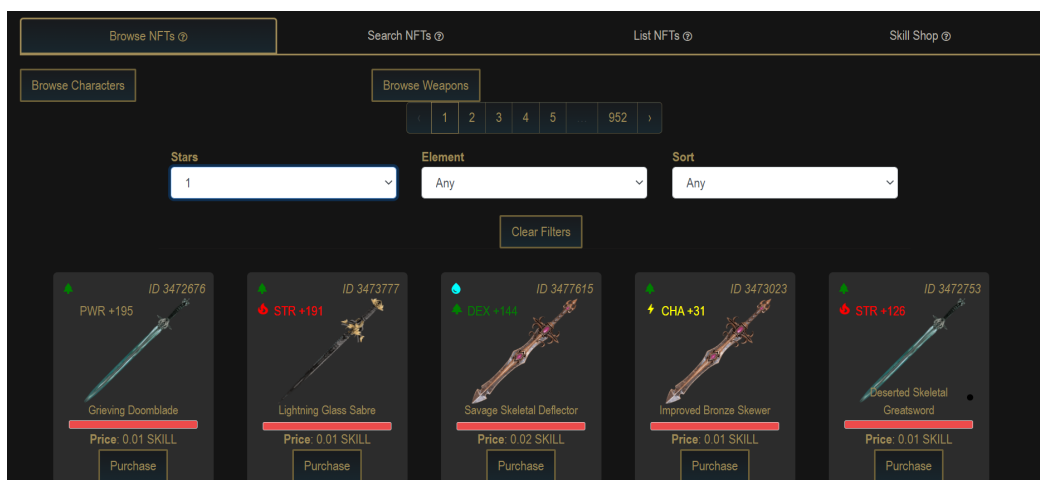 Browse NFTs ?
Search NFTs ?
List NFTs ?
Skill Shop ?
Browse Characters
Browse Weapons
‹ 1 2 3 4 5 ... 952 ›
Stars
Element
Sort
1
Any
Any
Clear Filters
ID 3472676
PWR +195
Grieving Doomblade
Price: 0.01 SKILL
Purchase
ID 3473777
STR +191
Lightning Glass Sabre
Price: 0.01 SKILL
Purchase
ID 3477615
DEX +144
Savage Skeletal Deflector
Price: 0.02 SKILL
Purchase
ID 3473023
CHA +31
Improved Bronze Skewer
Price: 0.01 SKILL
Purchase
ID 3472753
STR +126
Deserted Skeletal
Greatsword
Price: 0.01 SKILL
Purchase